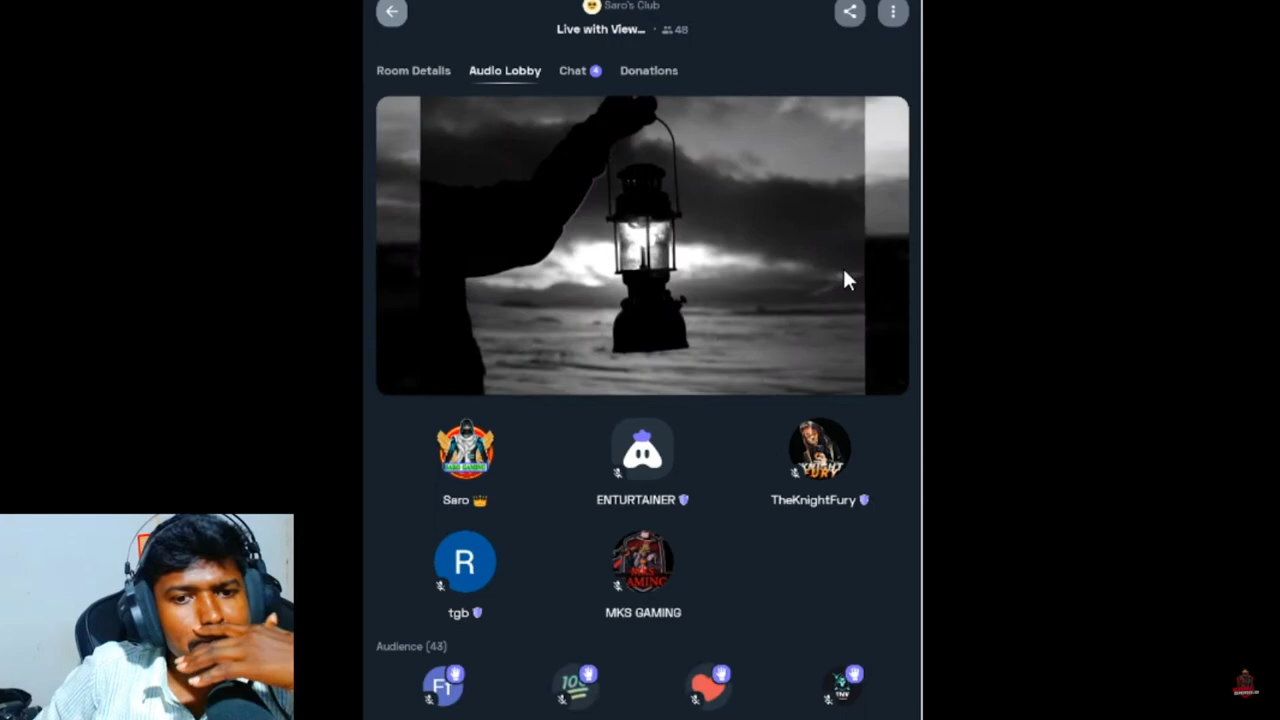 Saro's Club
Live with View... · 48
Room Details Audio Lobby Chat 4 Donations
Saro ENTURTAINER TheKnightFury
R
tgb MKS GAMING
Audience (43)